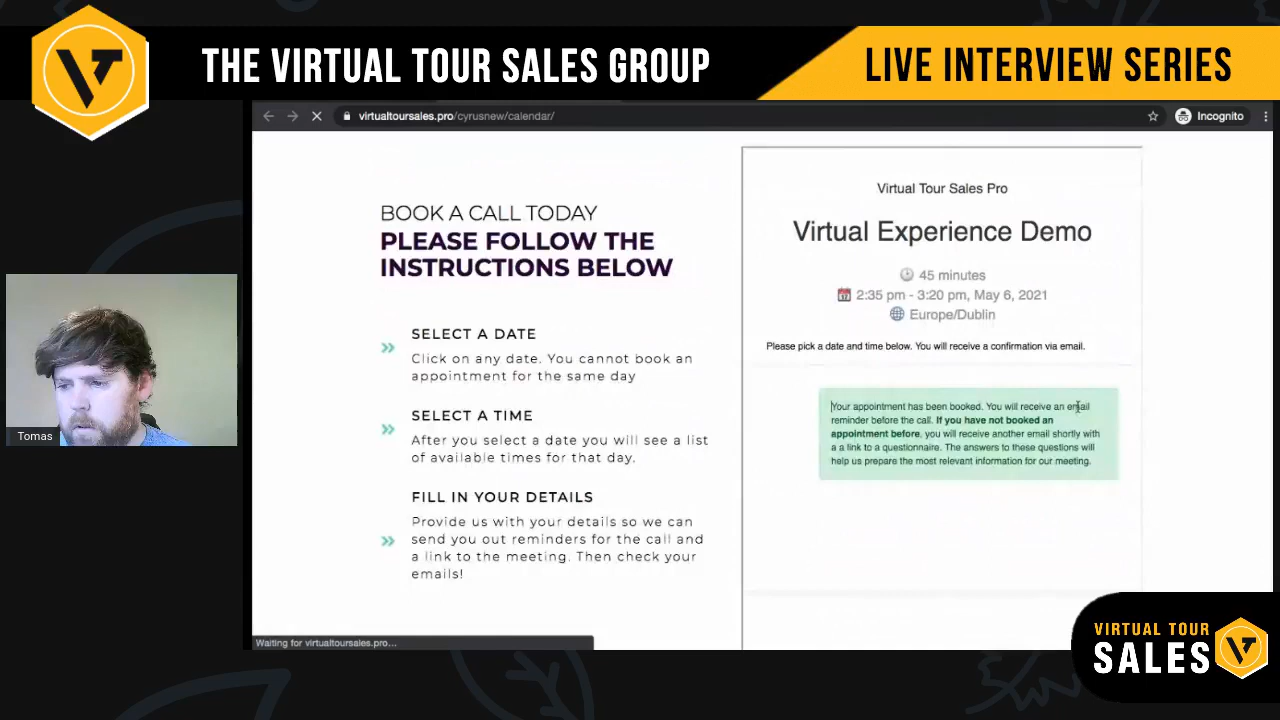 THE VIRTUAL TOUR SALES GROUP
LIVE INTERVIEW SERIES
virtualtoursales.pro/cyrusnew/calendar/
Incognito
BOOK A CALL TODAY
PLEASE FOLLOW THE
INSTRUCTIONS BELOW
SELECT A DATE
Click on any date. You cannot book an
appointment for the same day
SELECT A TIME
After you select a date you will see a list
of available times for that day.
FILL IN YOUR DETAILS
Provide us with your details so we can
send you out reminders for the call and
a link to the meeting. Then check your
emails!
Virtual Tour Sales Pro
Virtual Experience Demo
45 minutes
2:35 pm - 3:20 pm, May 6, 2021
Europe/Dublin
Please pick a date and time below. You will receive a confirmation via email.
Your appointment has been booked. You will receive an email
reminder before the call. If you have not booked an
appointment before, you will receive another email shortly with
a a link to a questionnaire. The answers to these questions will
help us prepare the most relevant information for our meeting.
Tomas
Waiting for virtualtoursales.pro...
VIRTUAL TOUR
SALES